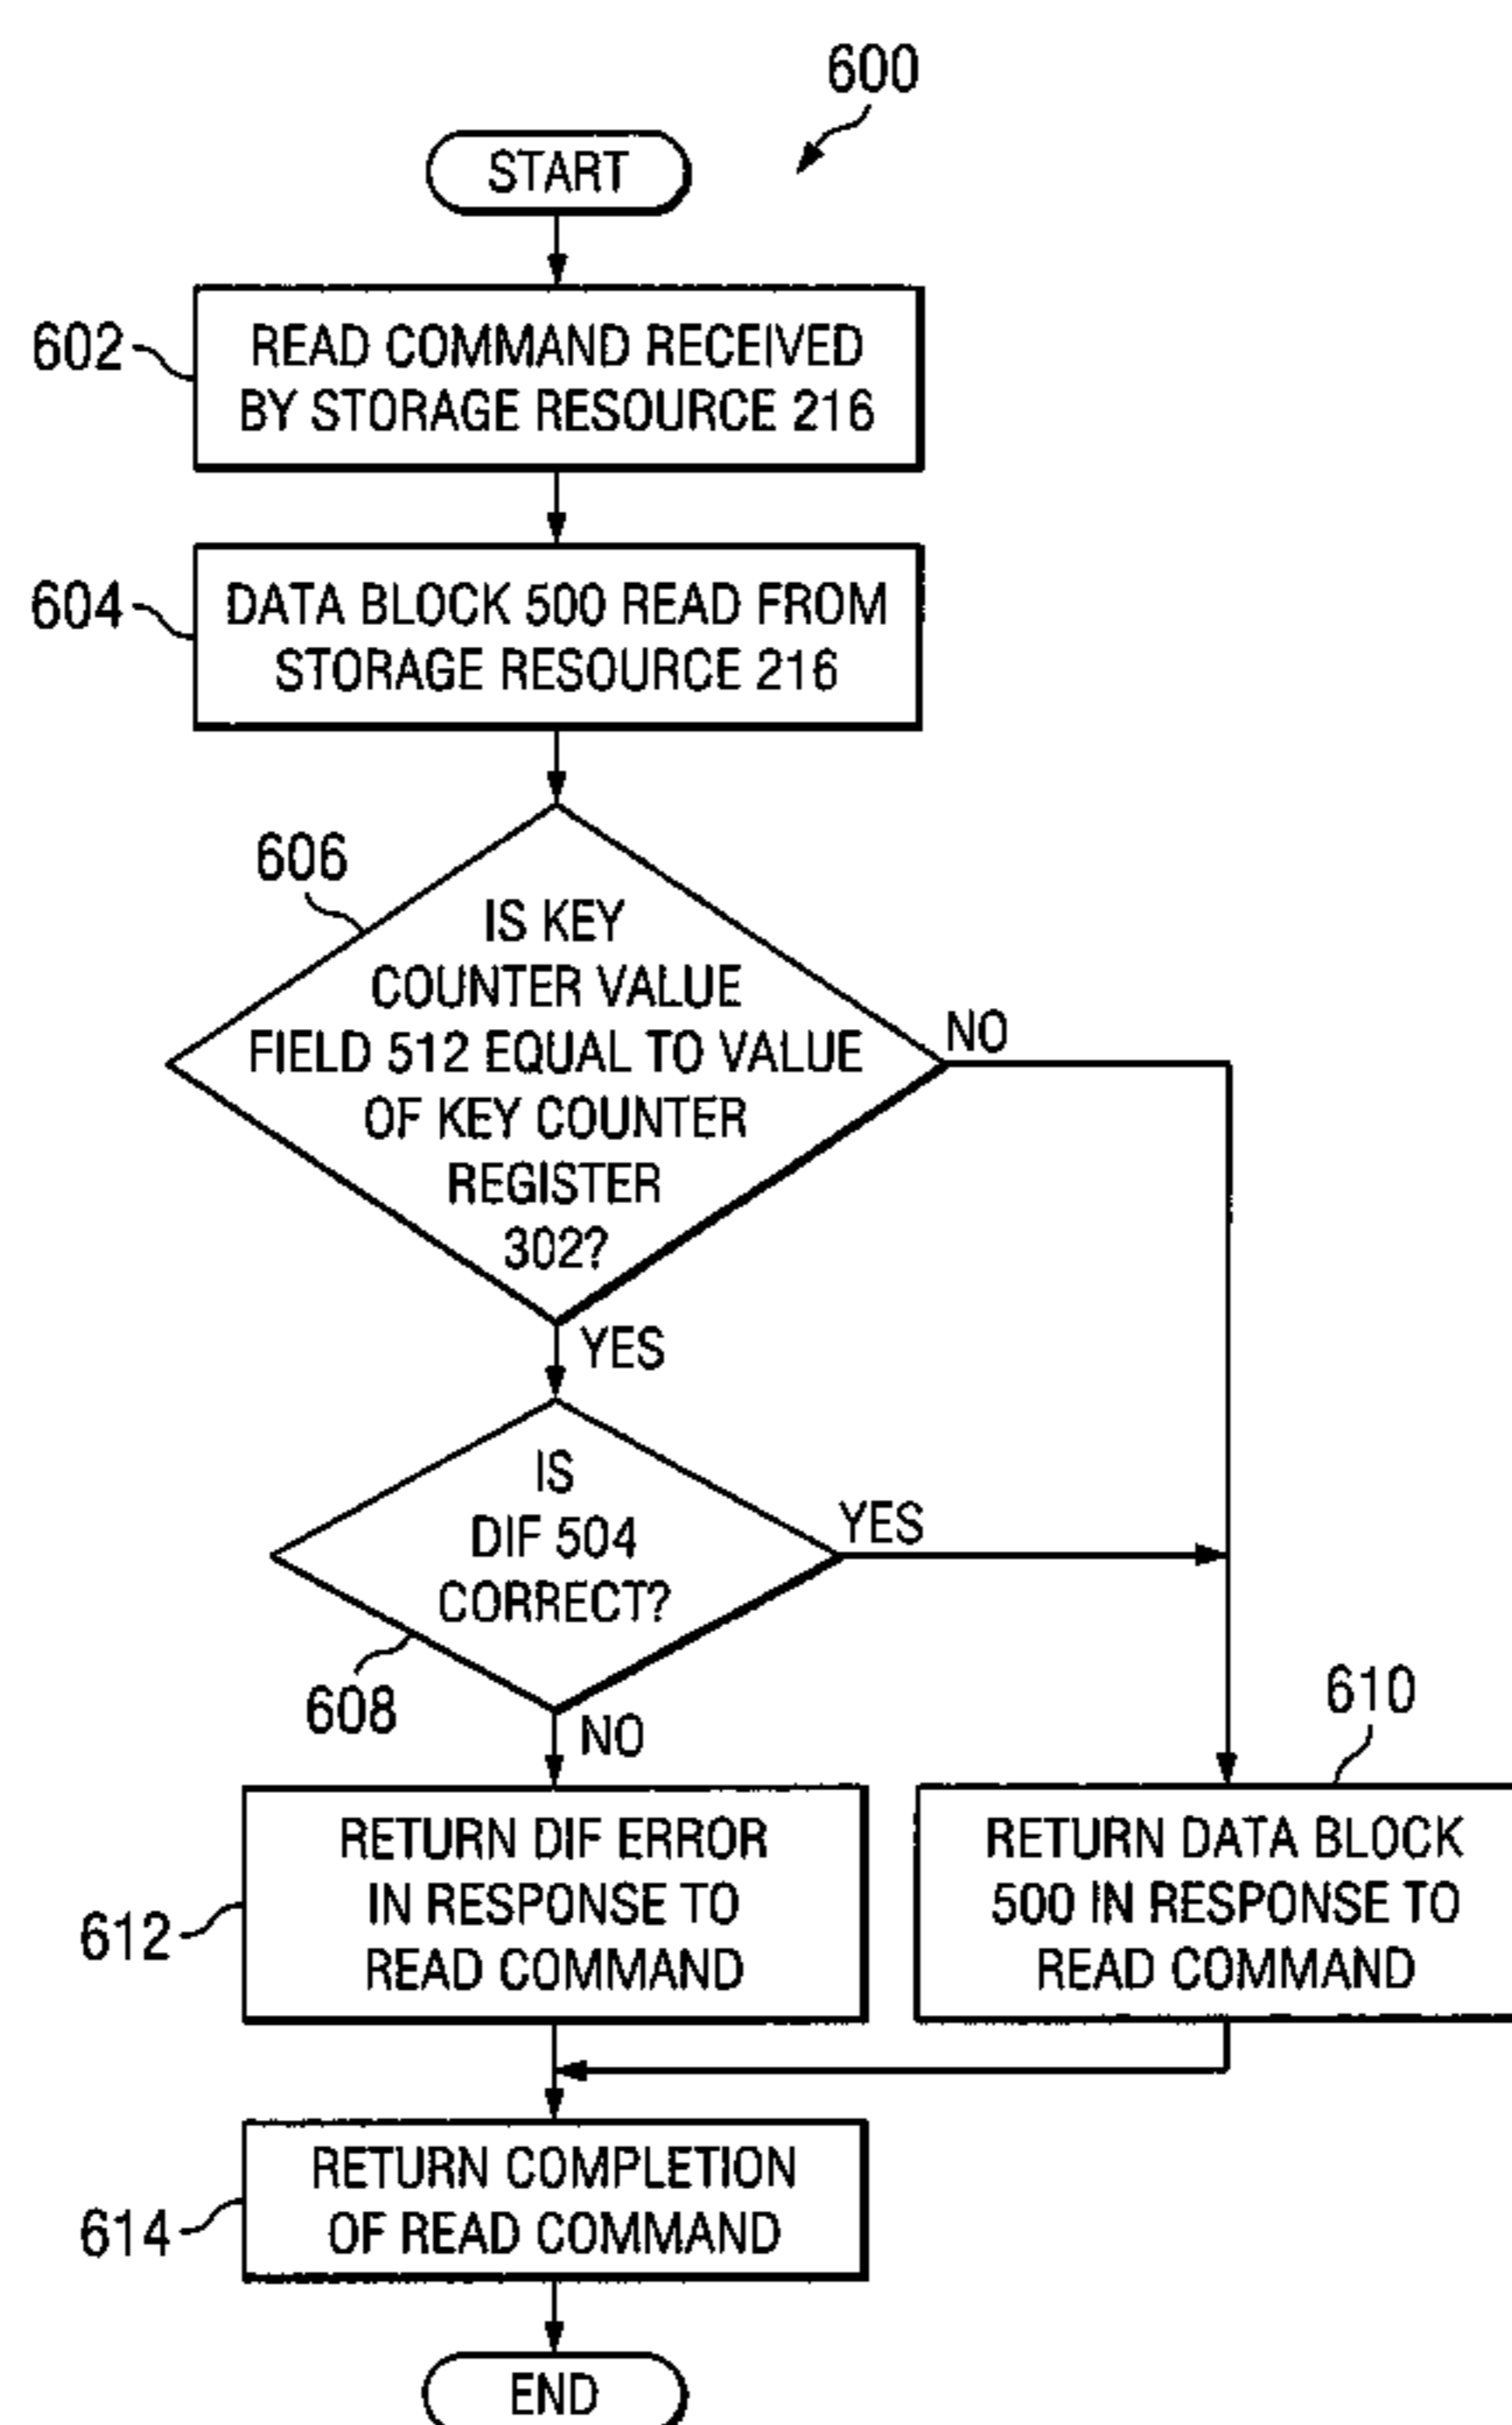 600
START
602
READ COMMAND RECEIVED
BY STORAGE RESOURCE 216
604
DATA BLOCK 500 READ FROM
STORAGE RESOURCE 216
606
IS KEY
COUNTER VALUE
FIELD 512 EQUAL TO VALUE
OF KEY COUNTER
REGISTER
302?
NO
YES
IS
DIF 504
CORRECT?
YES
608
NO
610
612
RETURN DIF ERROR
IN RESPONSE TO
READ COMMAND
RETURN DATA BLOCK
500 IN RESPONSE TO
READ COMMAND
614
RETURN COMPLETION
OF READ COMMAND
END